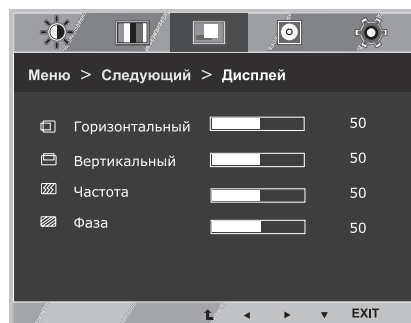 Меню > Следующий > Дисплей
Горизонтальный 50
Вертикальный 50
Частота 50
Фаза 50
EXIT